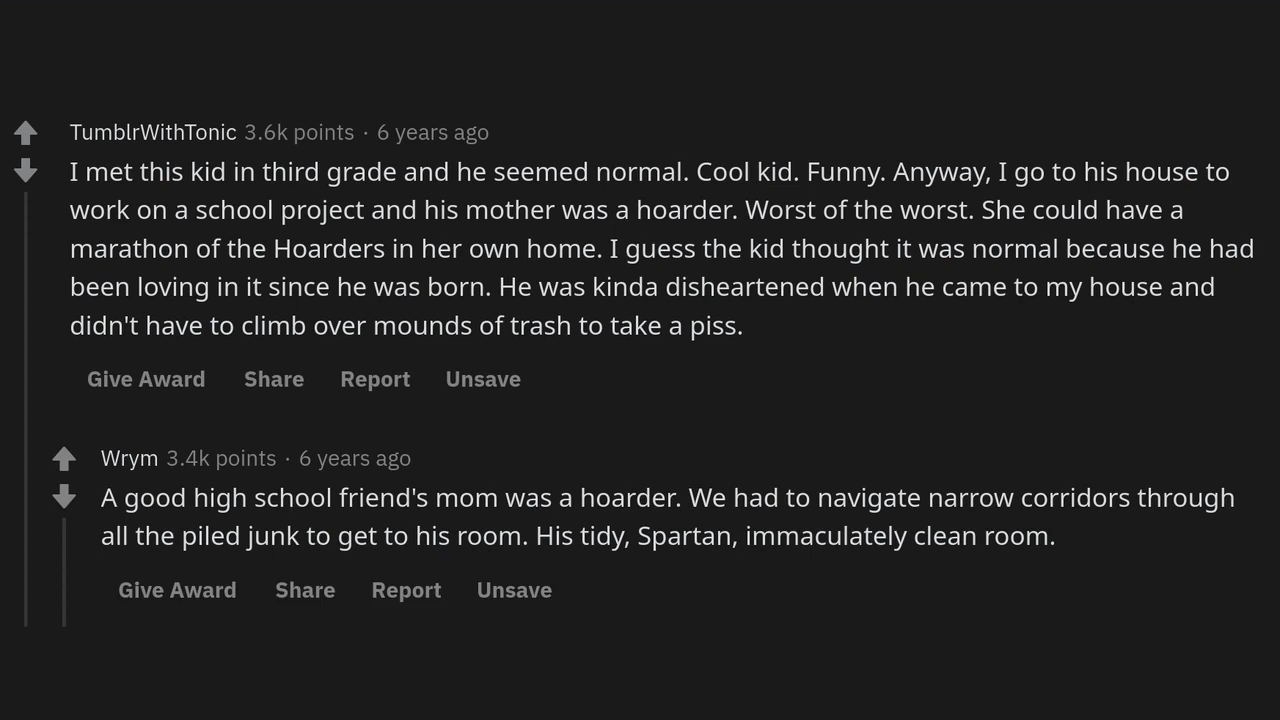 TumblrWithTonic 3.6k points · 6 years ago
I met this kid in third grade and he seemed normal. Cool kid. Funny. Anyway, I go to his house to
work on a school project and his mother was a hoarder. Worst of the worst. She could have a
marathon of the Hoarders in her own home. I guess the kid thought it was normal because he had
been loving in it since he was born. He was kinda disheartened when he came to my house and
didn't have to climb over mounds of trash to take a piss.
Give Award Share Report Unsave
Wrym 3.4k points · 6 years ago
A good high school friend's mom was a hoarder. We had to navigate narrow corridors through
all the piled junk to get to his room. His tidy, Spartan, immaculately clean room.
Give Award Share Report Unsave